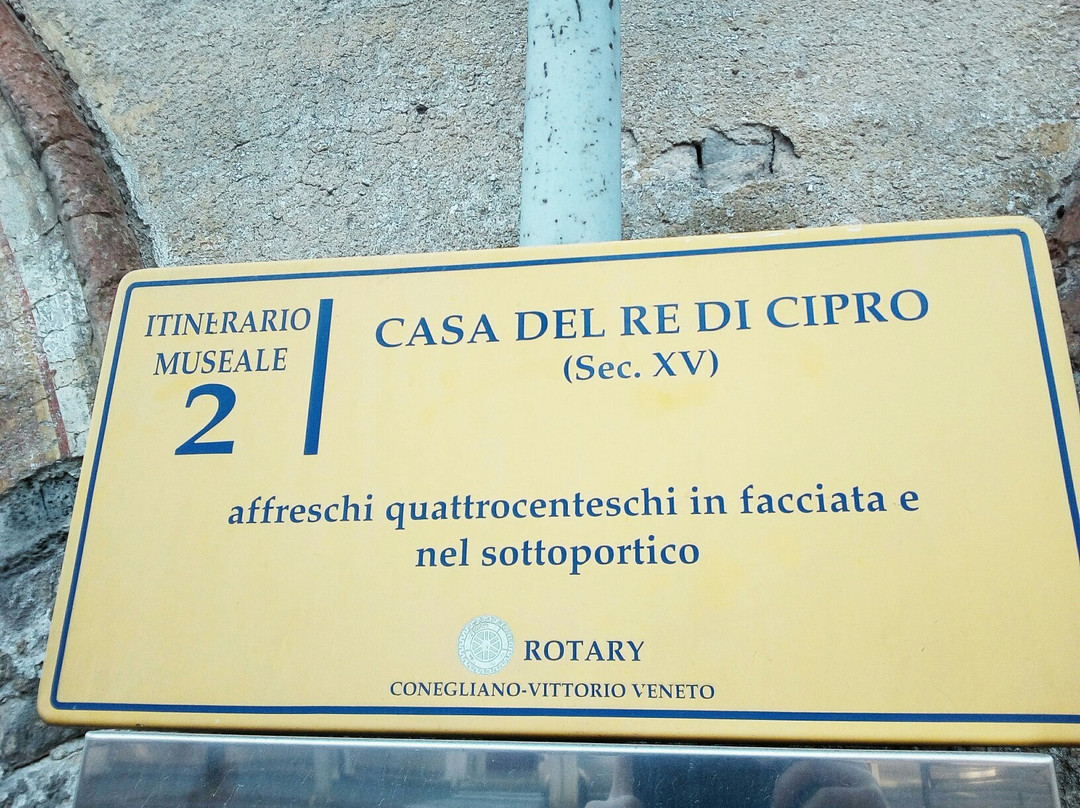 ITINERARIO
MUSEALE
2
CASA DEL RE DI CIPRO
(Sec. XV)
affreschi quattrocenteschi in facciata e
nel sottoportico
ROTARY
CONEGLIANO-VITTORIO VENETO